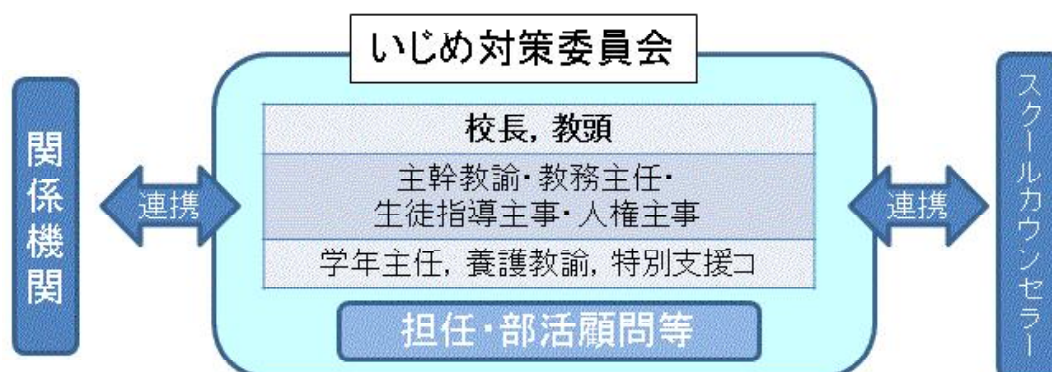 いじめ対策委員会
関係機関
連携
校長, 教頭
主幹教諭・教務主任・
生徒指導主事・人権主事
学年主任, 養護教諭, 特別支援コ
担任・部活顧問等
連携
スクールカウンセラー